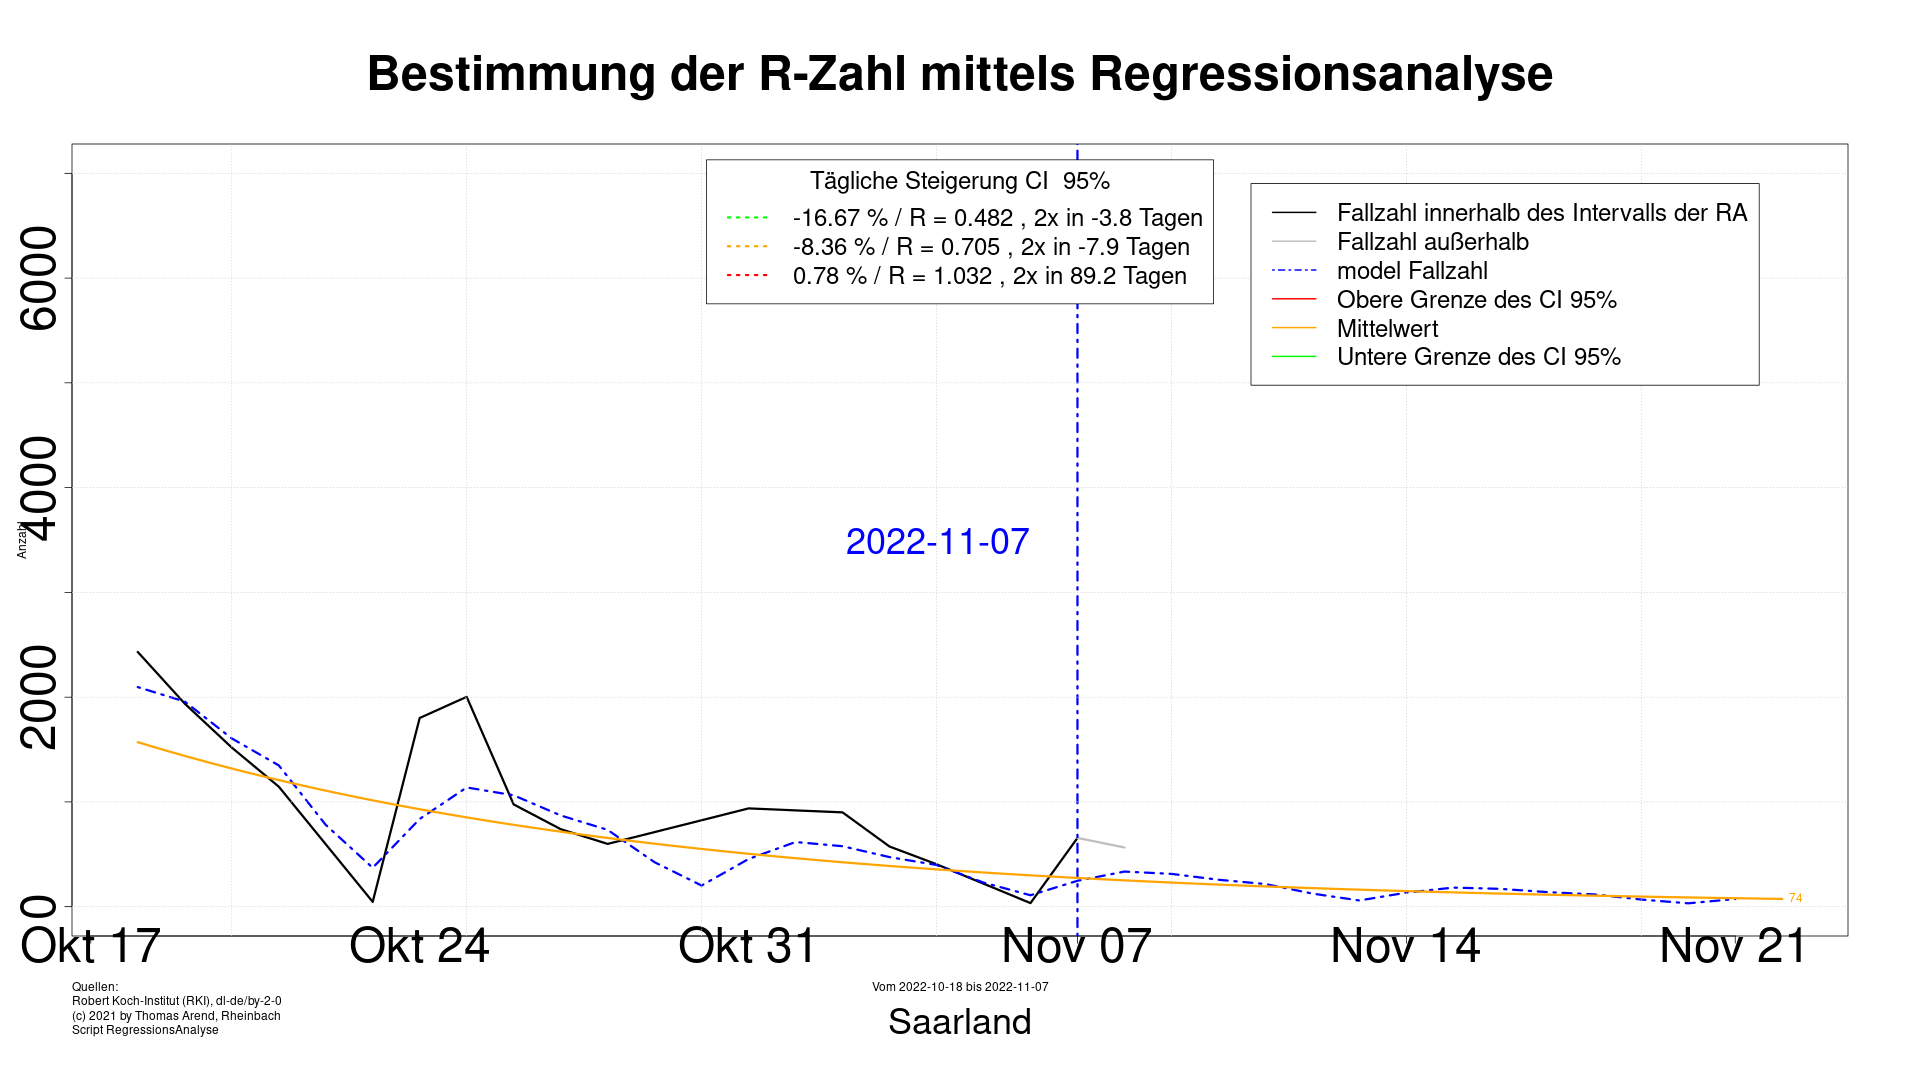 Bestimmung der R-Zahl mittels Regressionsanalyse
Tägliche Steigerung CI  95%
-16.67 % / R = 0.482 , 2x in -3.8 Tagen
-8.36 % / R = 0.705 , 2x in -7.9 Tagen
0.78 % / R = 1.032 , 2x in 89.2 Tagen
Fallzahl innerhalb des Intervalls der RA
Fallzahl außerhalb
model Fallzahl
Obere Grenze des CI 95%
Mittelwert
Untere Grenze des CI 95%
6000
4000
2000
0
Anzahl
2022-11-07
74
Okt 17
Okt 24
Okt 31
Nov 07
Nov 14
Nov 21
Quellen:
Robert Koch-Institut (RKI), dl-de/by-2-0
(c) 2021 by Thomas Arend, Rheinbach
Script RegressionsAnalyse
Vom 2022-10-18 bis 2022-11-07
Saarland